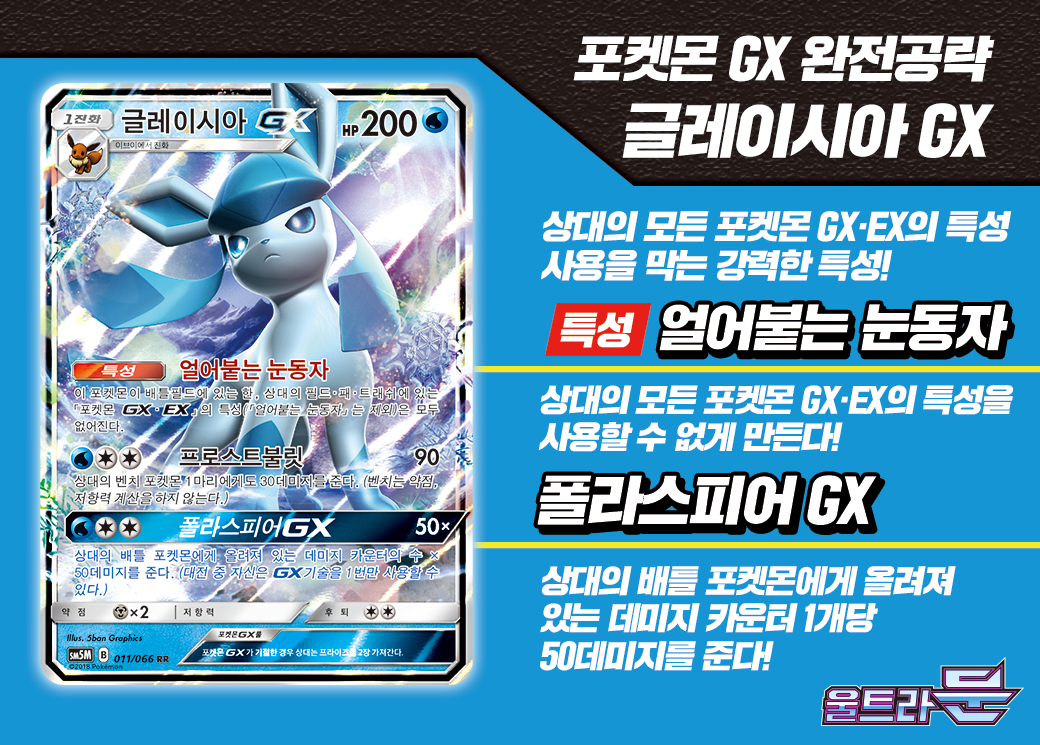 포켓몬 GX 완전공략
글레이시아 GX
1진화
글레이시아 GX
HP 200
이브이에서 진화
특성 얼어붙는 눈동자
이 포켓몬이 배틀필드에 있는 한, 상대의 필드·패·트래쉬에 있는
「포켓몬 GX·EX」의 특성(「얼어붙는 눈동자」는 제외)은 모두
없어진다.
프로스트불릿 90
상대의 벤치 포켓몬 1마리에게도 30데미지를 준다. (벤치는 약점,
저항력 계산을 하지 않는다.)
폴라스피어GX 50×
상대의 배틀 포켓몬에게 올려져 있는 데미지 카운터의 수 ×
50데미지를 준다. (대전 중 자신은 GX기술을 1번만 사용할 수
있다.)
약점 ×2 저항력 후퇴
Illus. 5ban Graphics
포켓몬GX룰
SM5M B 011/066 RR
포켓몬 GX가 기절한 경우 상대는 프라이즈를 2장 가져간다.
©2018 Pokémon
상대의 모든 포켓몬 GX·EX의 특성
사용을 막는 강력한 특성!
특성 얼어붙는 눈동자
상대의 모든 포켓몬 GX·EX의 특성을
사용할 수 없게 만든다!
폴라스피어 GX
상대의 배틀 포켓몬에게 올려져
있는 데미지 카운터 1개당
50데미지를 준다!
울트라문